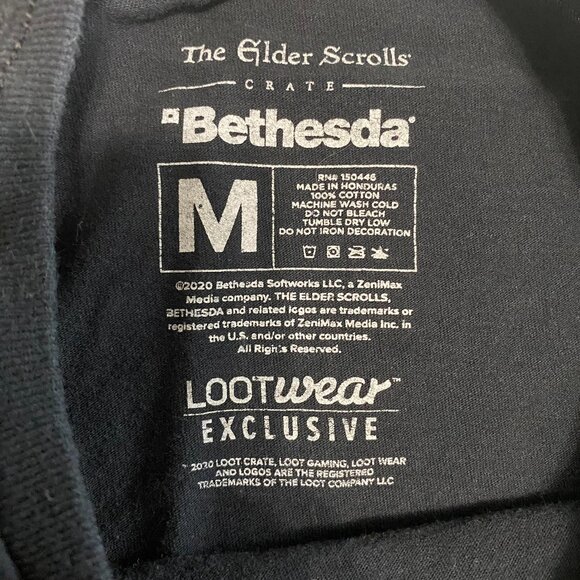 The Elder Scrolls
CRATE
Bethesda®
M
RN# 150446
MADE IN HONDURAS
100% COTTON
MACHINE WASH COLD
DO NOT BLEACH
TUMBLE DRY LOW
DO NOT IRON DECORATION
©2020 Bethesda Softworks LLC, a ZeniMax
Media company. THE ELDER SCROLLS,
BETHESDA and related logos are trademarks or
registered trademarks of ZeniMax Media Inc. in
the U.S. and/or other countries.
All Rights Reserved.
LOOTwear™
EXCLUSIVE
™ 2020 LOOT CRATE, LOOT GAMING, LOOT WEAR
AND LOGOS ARE THE REGISTERED
TRADEMARKS OF THE LOOT COMPANY LLC